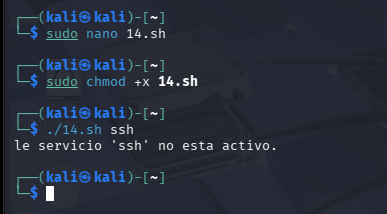 ┌──(kali㉿kali)-[~]
└─$ sudo nano 14.sh
┌──(kali㉿kali)-[~]
└─$ sudo chmod +x 14.sh
┌──(kali㉿kali)-[~]
└─$ ./14.sh ssh
le servicio 'ssh' no esta activo.
┌──(kali㉿kali)-[~]
└─$